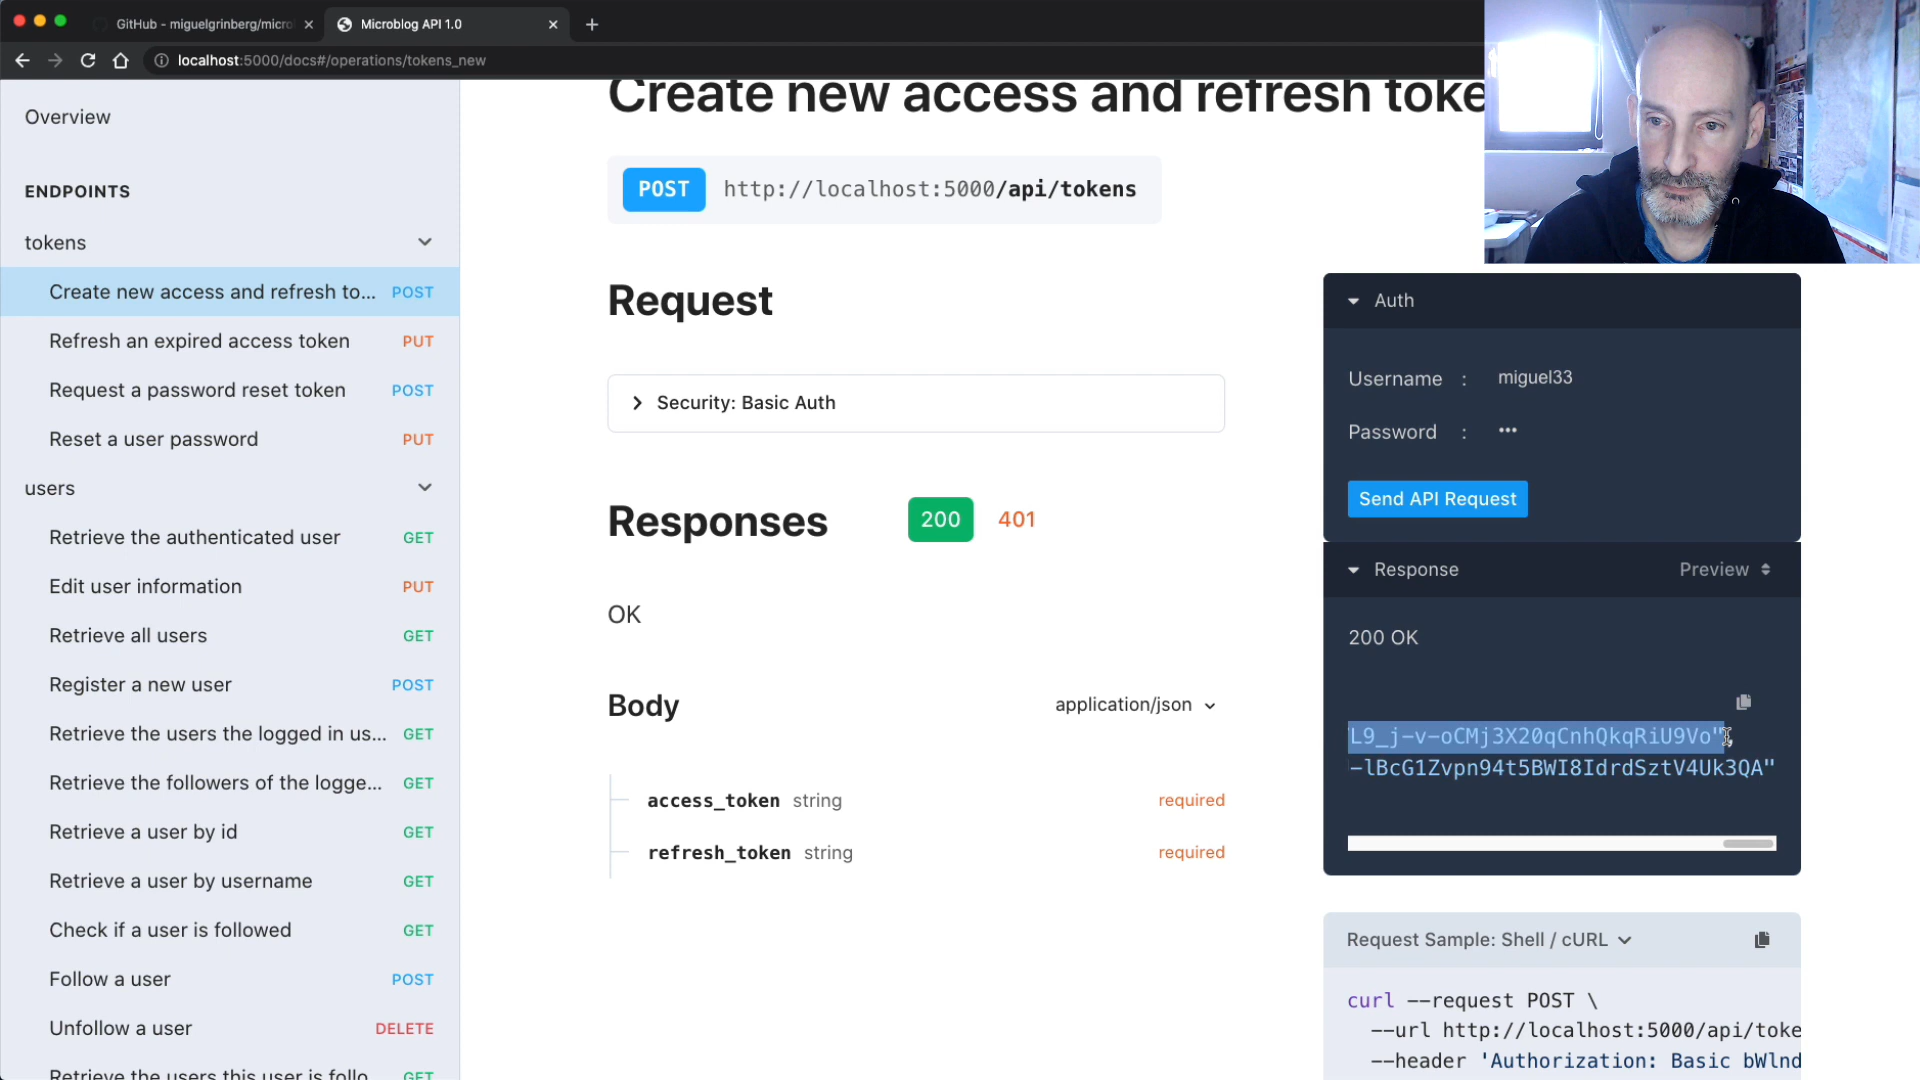 GitHub - miguelgrinberg/micro
Microblog API 1.0
localhost:5000/docs#/operations/tokens_new
Overview
ENDPOINTS
tokens
Create new access and refresh to... POST
Refresh an expired access token PUT
Request a password reset token POST
Reset a user password PUT
users
Retrieve the authenticated user GET
Edit user information PUT
Retrieve all users GET
Register a new user POST
Retrieve the users the logged in us... GET
Retrieve the followers of the logge... GET
Retrieve a user by id GET
Retrieve a user by username GET
Check if a user is followed GET
Follow a user POST
Unfollow a user DELETE
Retrieve the users this user is follo GET
Create new access and refresh toke
POST http://localhost:5000/api/tokens
Request
Security: Basic Auth
Responses 200 401
OK
Body application/json
access_token string required
refresh_token string required
Auth
Username : miguel33
Password : •••
Send API Request
Response Preview
200 OK
L9_j-v-oCMj3X20qCnhQkqRiU9Vo",
-lBcG1Zvpn94t5BWI8IdrdSztV4Uk3QA"
Request Sample: Shell / cURL
curl --request POST \
--url http://localhost:5000/api/toke
--header 'Authorization: Basic bWlnd